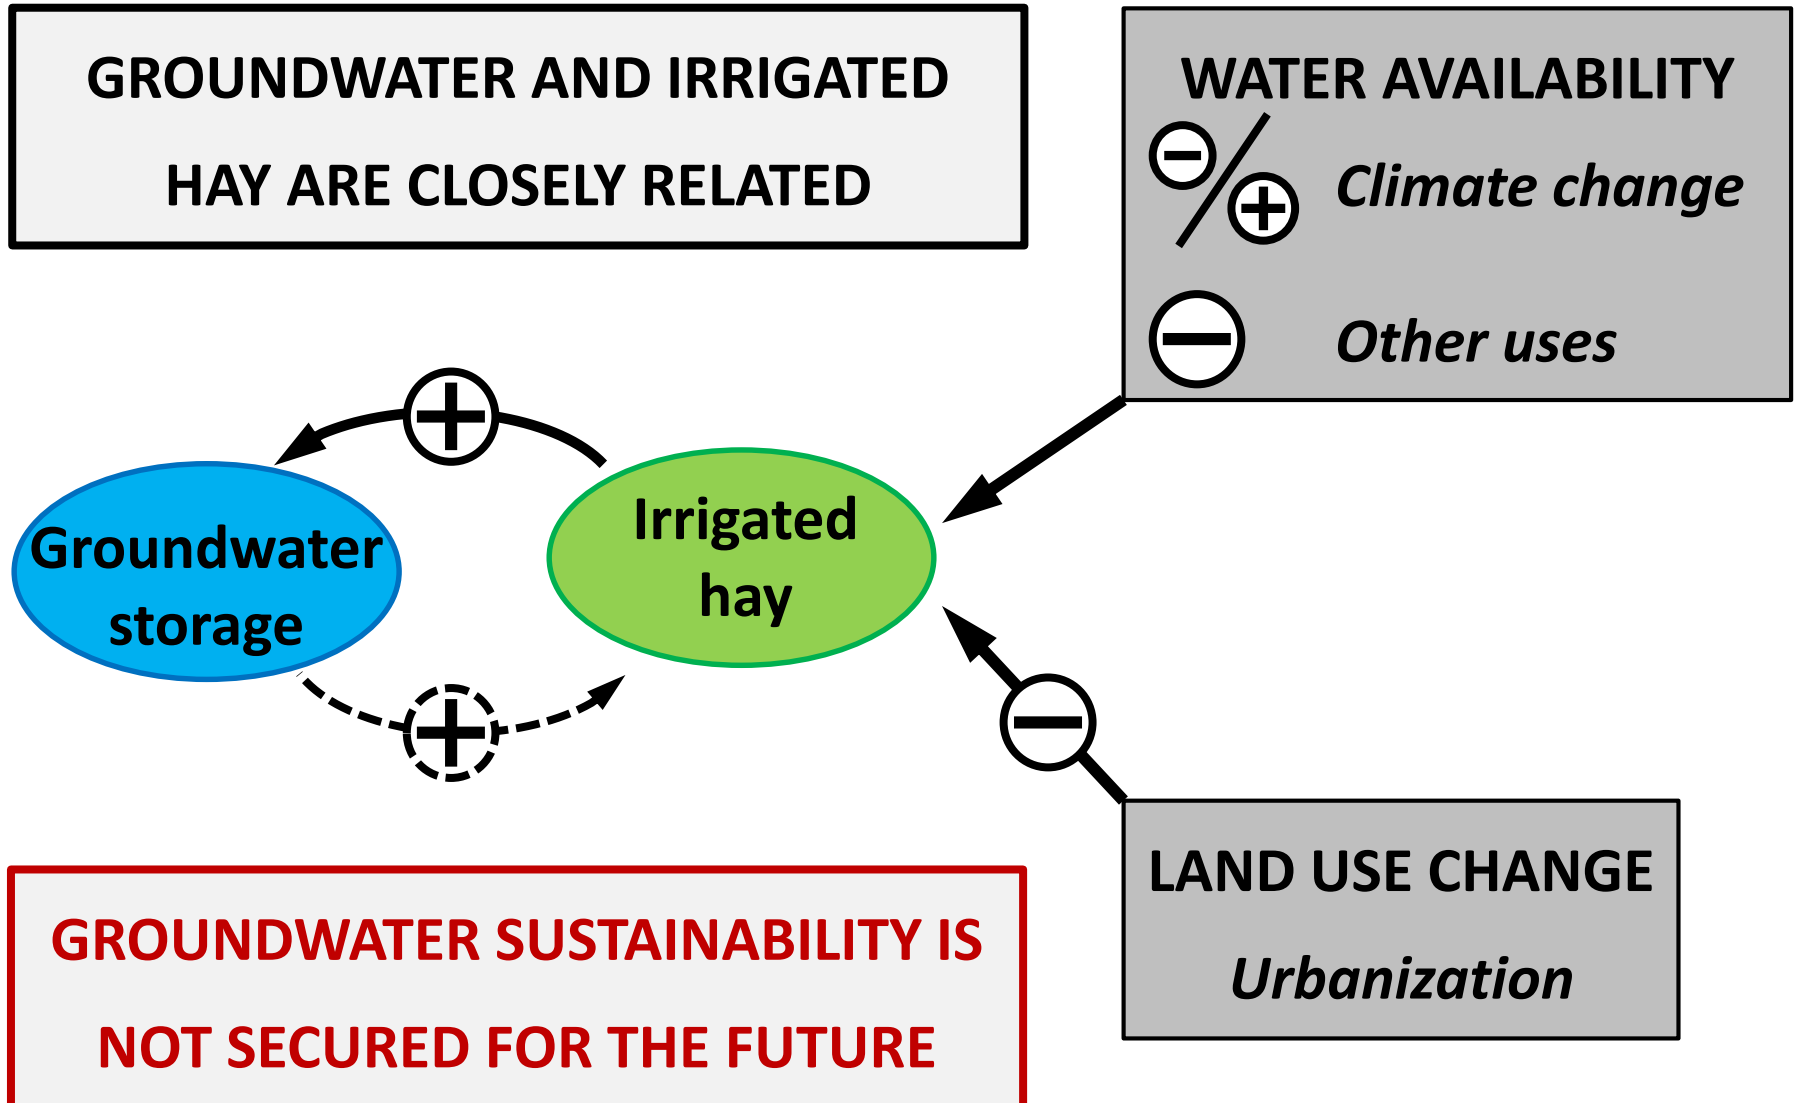 GROUNDWATER AND IRRIGATED
HAY ARE CLOSELY RELATED
WATER AVAILABILITY
Climate change
Other uses
Groundwater
storage
Irrigated
hay
LAND USE CHANGE
Urbanization
GROUNDWATER SUSTAINABILITY IS
NOT SECURED FOR THE FUTURE